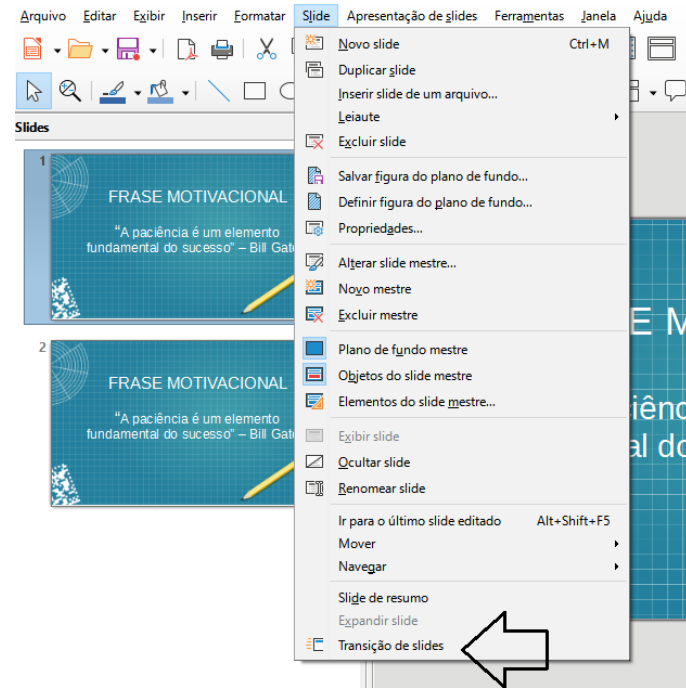 Arquivo Editar Exibir Inserir Formatar Slide Apresentação de slides Ferramentas Janela Ajuda
Slides
1
FRASE MOTIVACIONAL
“A paciência é um elemento
fundamental do sucesso” – Bill Gat
2
FRASE MOTIVACIONAL
“A paciência é um elemento
fundamental do sucesso” – Bill Gat
Novo slide Ctrl+M
Duplicar slide
Inserir slide de um arquivo...
Leiaute
Excluir slide
Salvar figura do plano de fundo...
Definir figura do plano de fundo...
Propriedades...
Alterar slide mestre...
Novo mestre
Excluir mestre
Plano de fundo mestre
Objetos do slide mestre
Elementos do slide mestre...
Exibir slide
Ocultar slide
Renomear slide
Ir para o último slide editado Alt+Shift+F5
Mover
Navegar
Slide de resumo
Expandir slide
Transição de slides
E M
iênc
al do